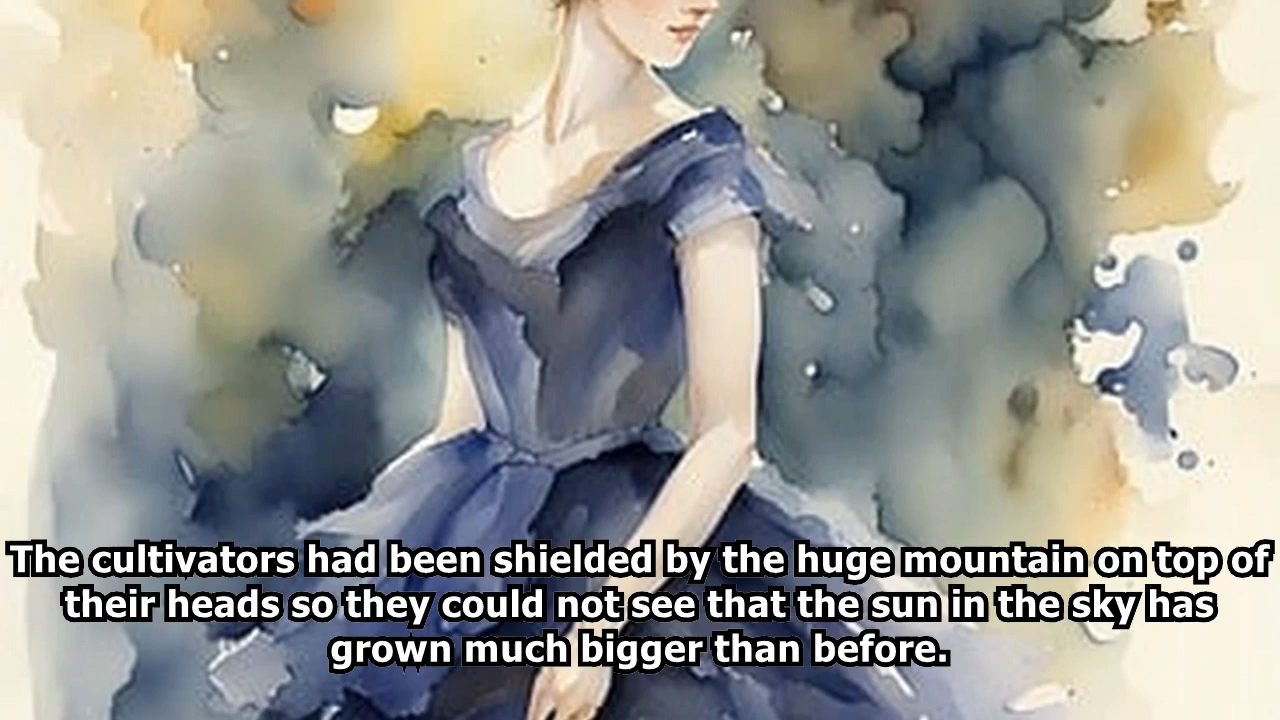 The cultivators had been shielded by the huge mountain on top of
their heads so they could not see that the sun in the sky has
grown much bigger than before.